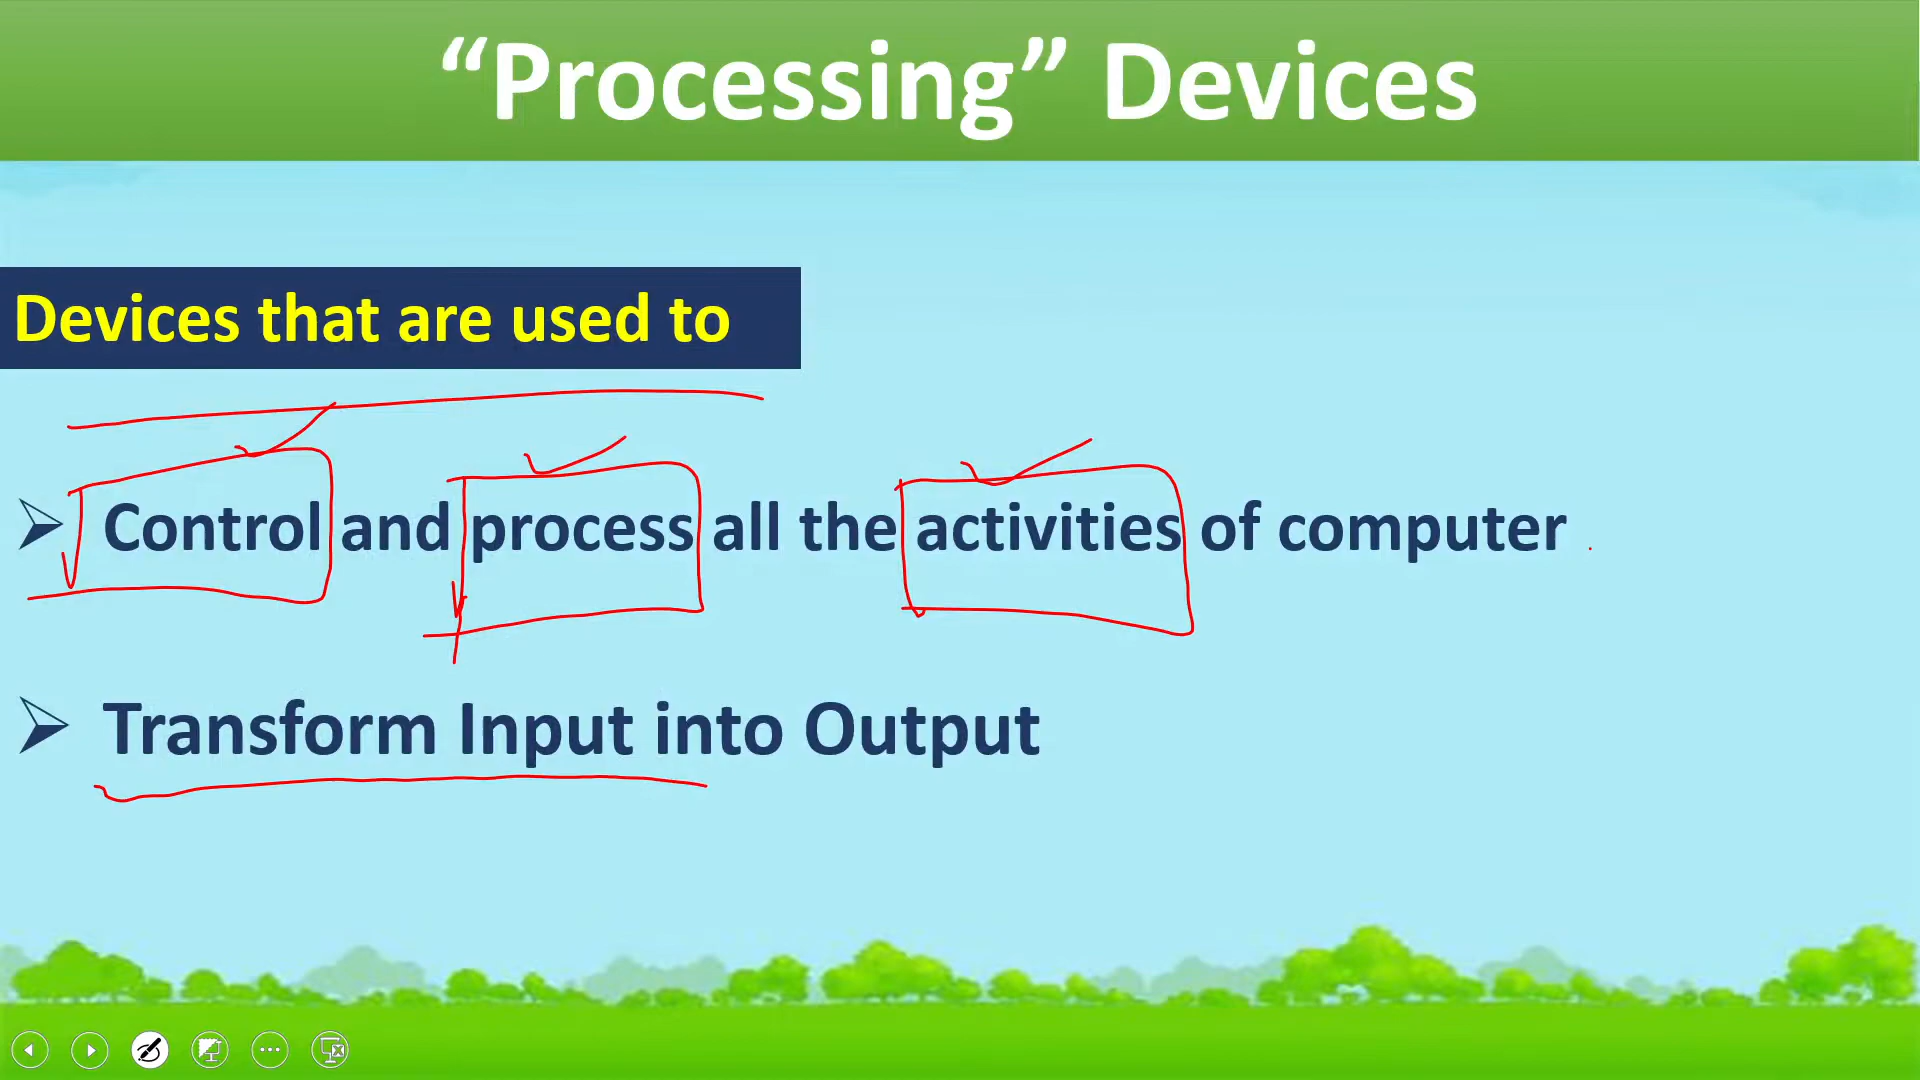 “Processing” Devices
Devices that are used to
Control and process all the activities of computer
Transform Input into Output